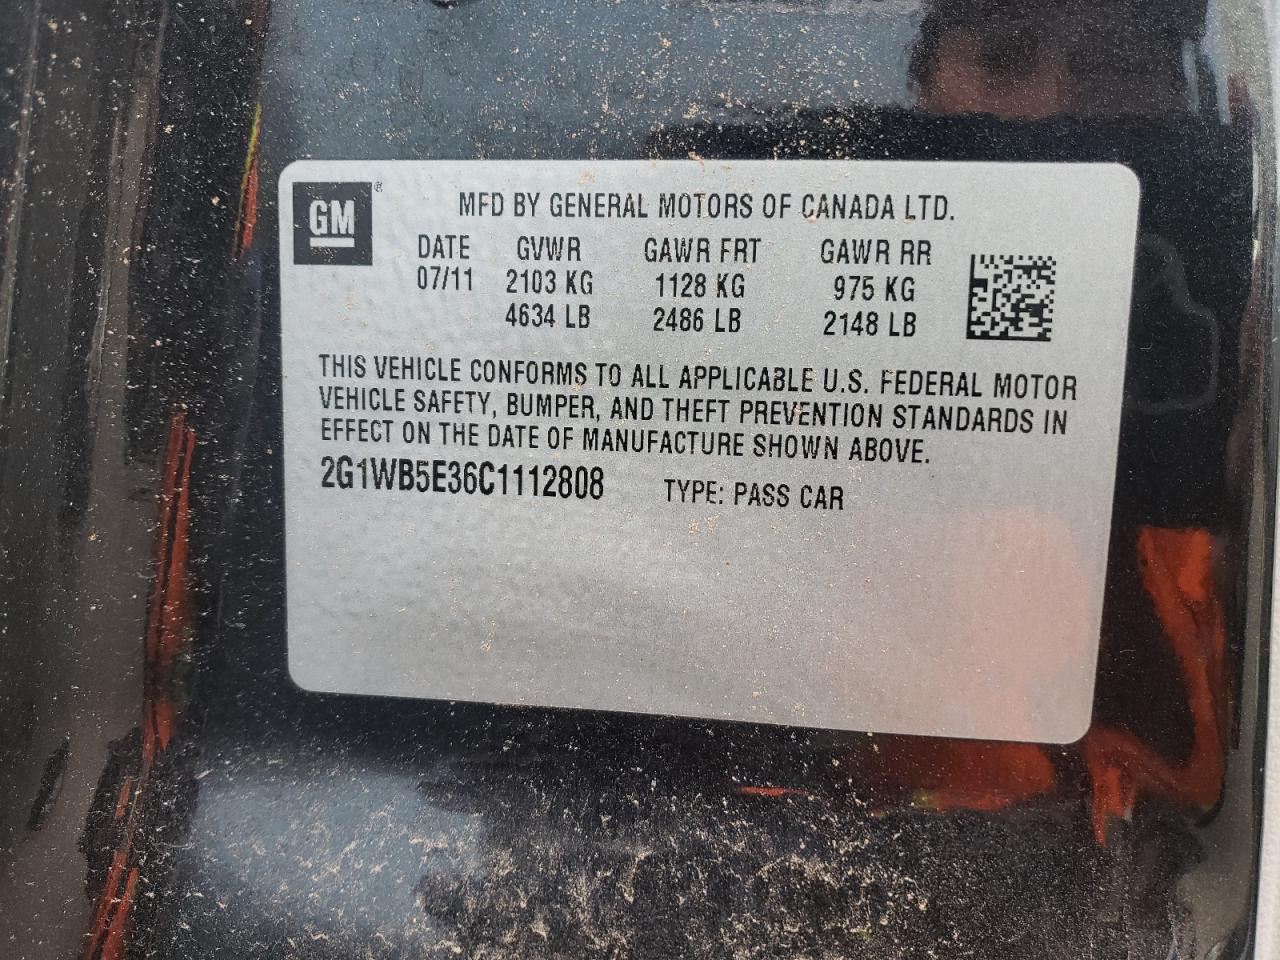 GM ®
MFD BY GENERAL MOTORS OF CANADA LTD.
DATE GVWR GAWR FRT GAWR RR
07/11 2103 KG 1128 KG 975 KG
4634 LB 2486 LB 2148 LB
THIS VEHICLE CONFORMS TO ALL APPLICABLE U.S. FEDERAL MOTOR
VEHICLE SAFETY, BUMPER, AND THEFT PREVENTION STANDARDS IN
EFFECT ON THE DATE OF MANUFACTURE SHOWN ABOVE.
2G1WB5E36C1112808 TYPE: PASS CAR